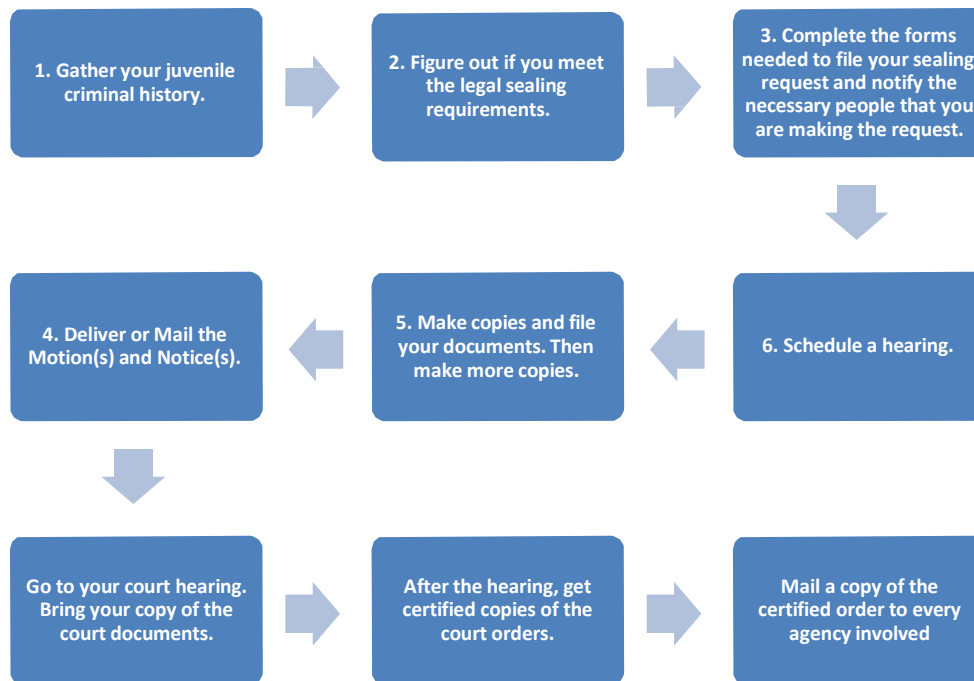 1. Gather your juvenile
criminal history.
2. Figure out if you meet
the legal sealing
requirements.
3. Complete the forms
needed to file your sealing
request and notify the
necessary people that you
are making the request.
6. Schedule a hearing.
5. Make copies and file
your documents. Then
make more copies.
4. Deliver or Mail the
Motion(s) and Notice(s).
Go to your court hearing.
Bring your copy of the
court documents.
After the hearing, get
certified copies of the
court orders.
Mail a copy of the
certified order to every
agency involved